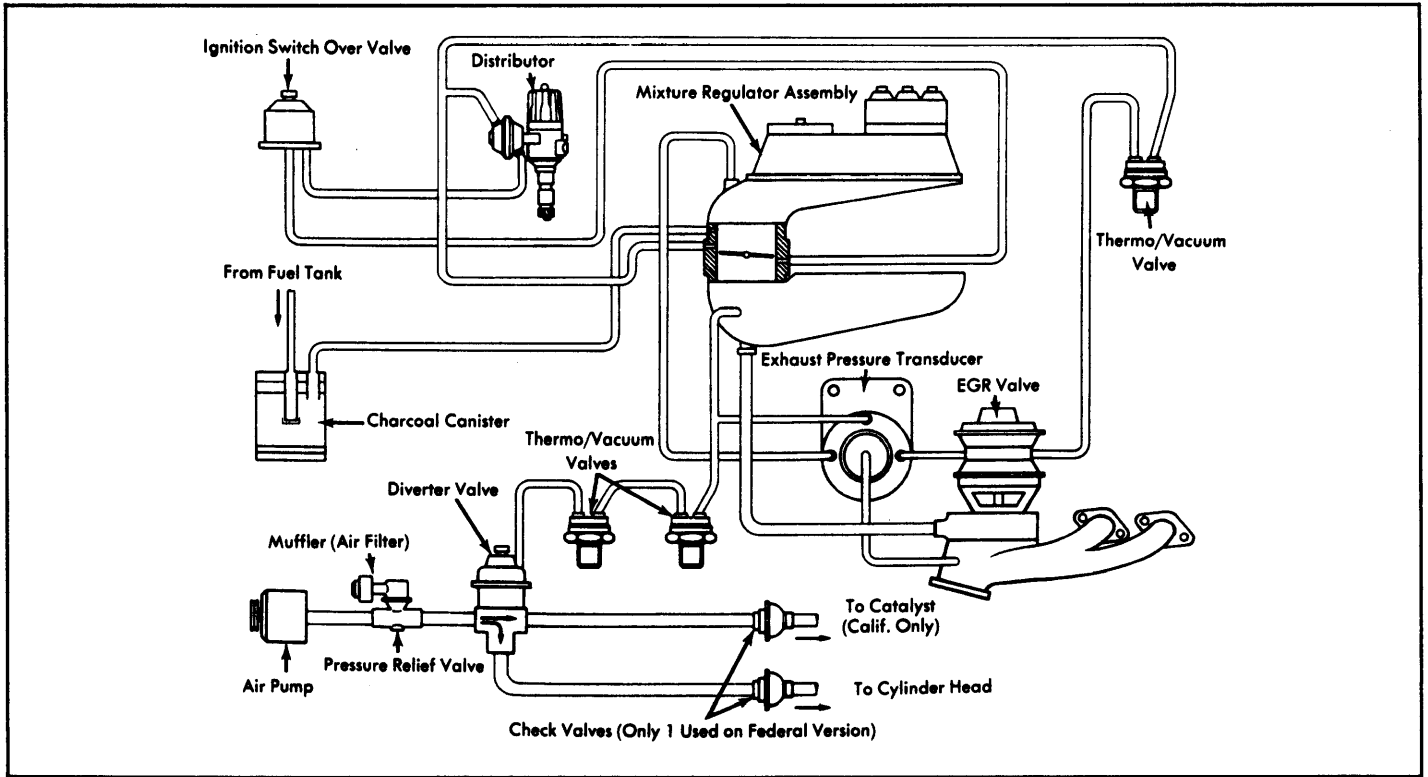 Ignition Switch Over Valve
Distributor
Mixture Regulator Assembly
Thermo/Vacuum
Valve
From Fuel Tank
Exhaust Pressure Transducer
EGR Valve
Charcoal Canister
Thermo/Vacuum
Valves
Diverter Valve
Muffler (Air Filter)
To Catalyst
(Calif. Only)
Pressure Relief Valve
Air Pump
To Cylinder Head
Check Valves (Only 1 Used on Federal Version)